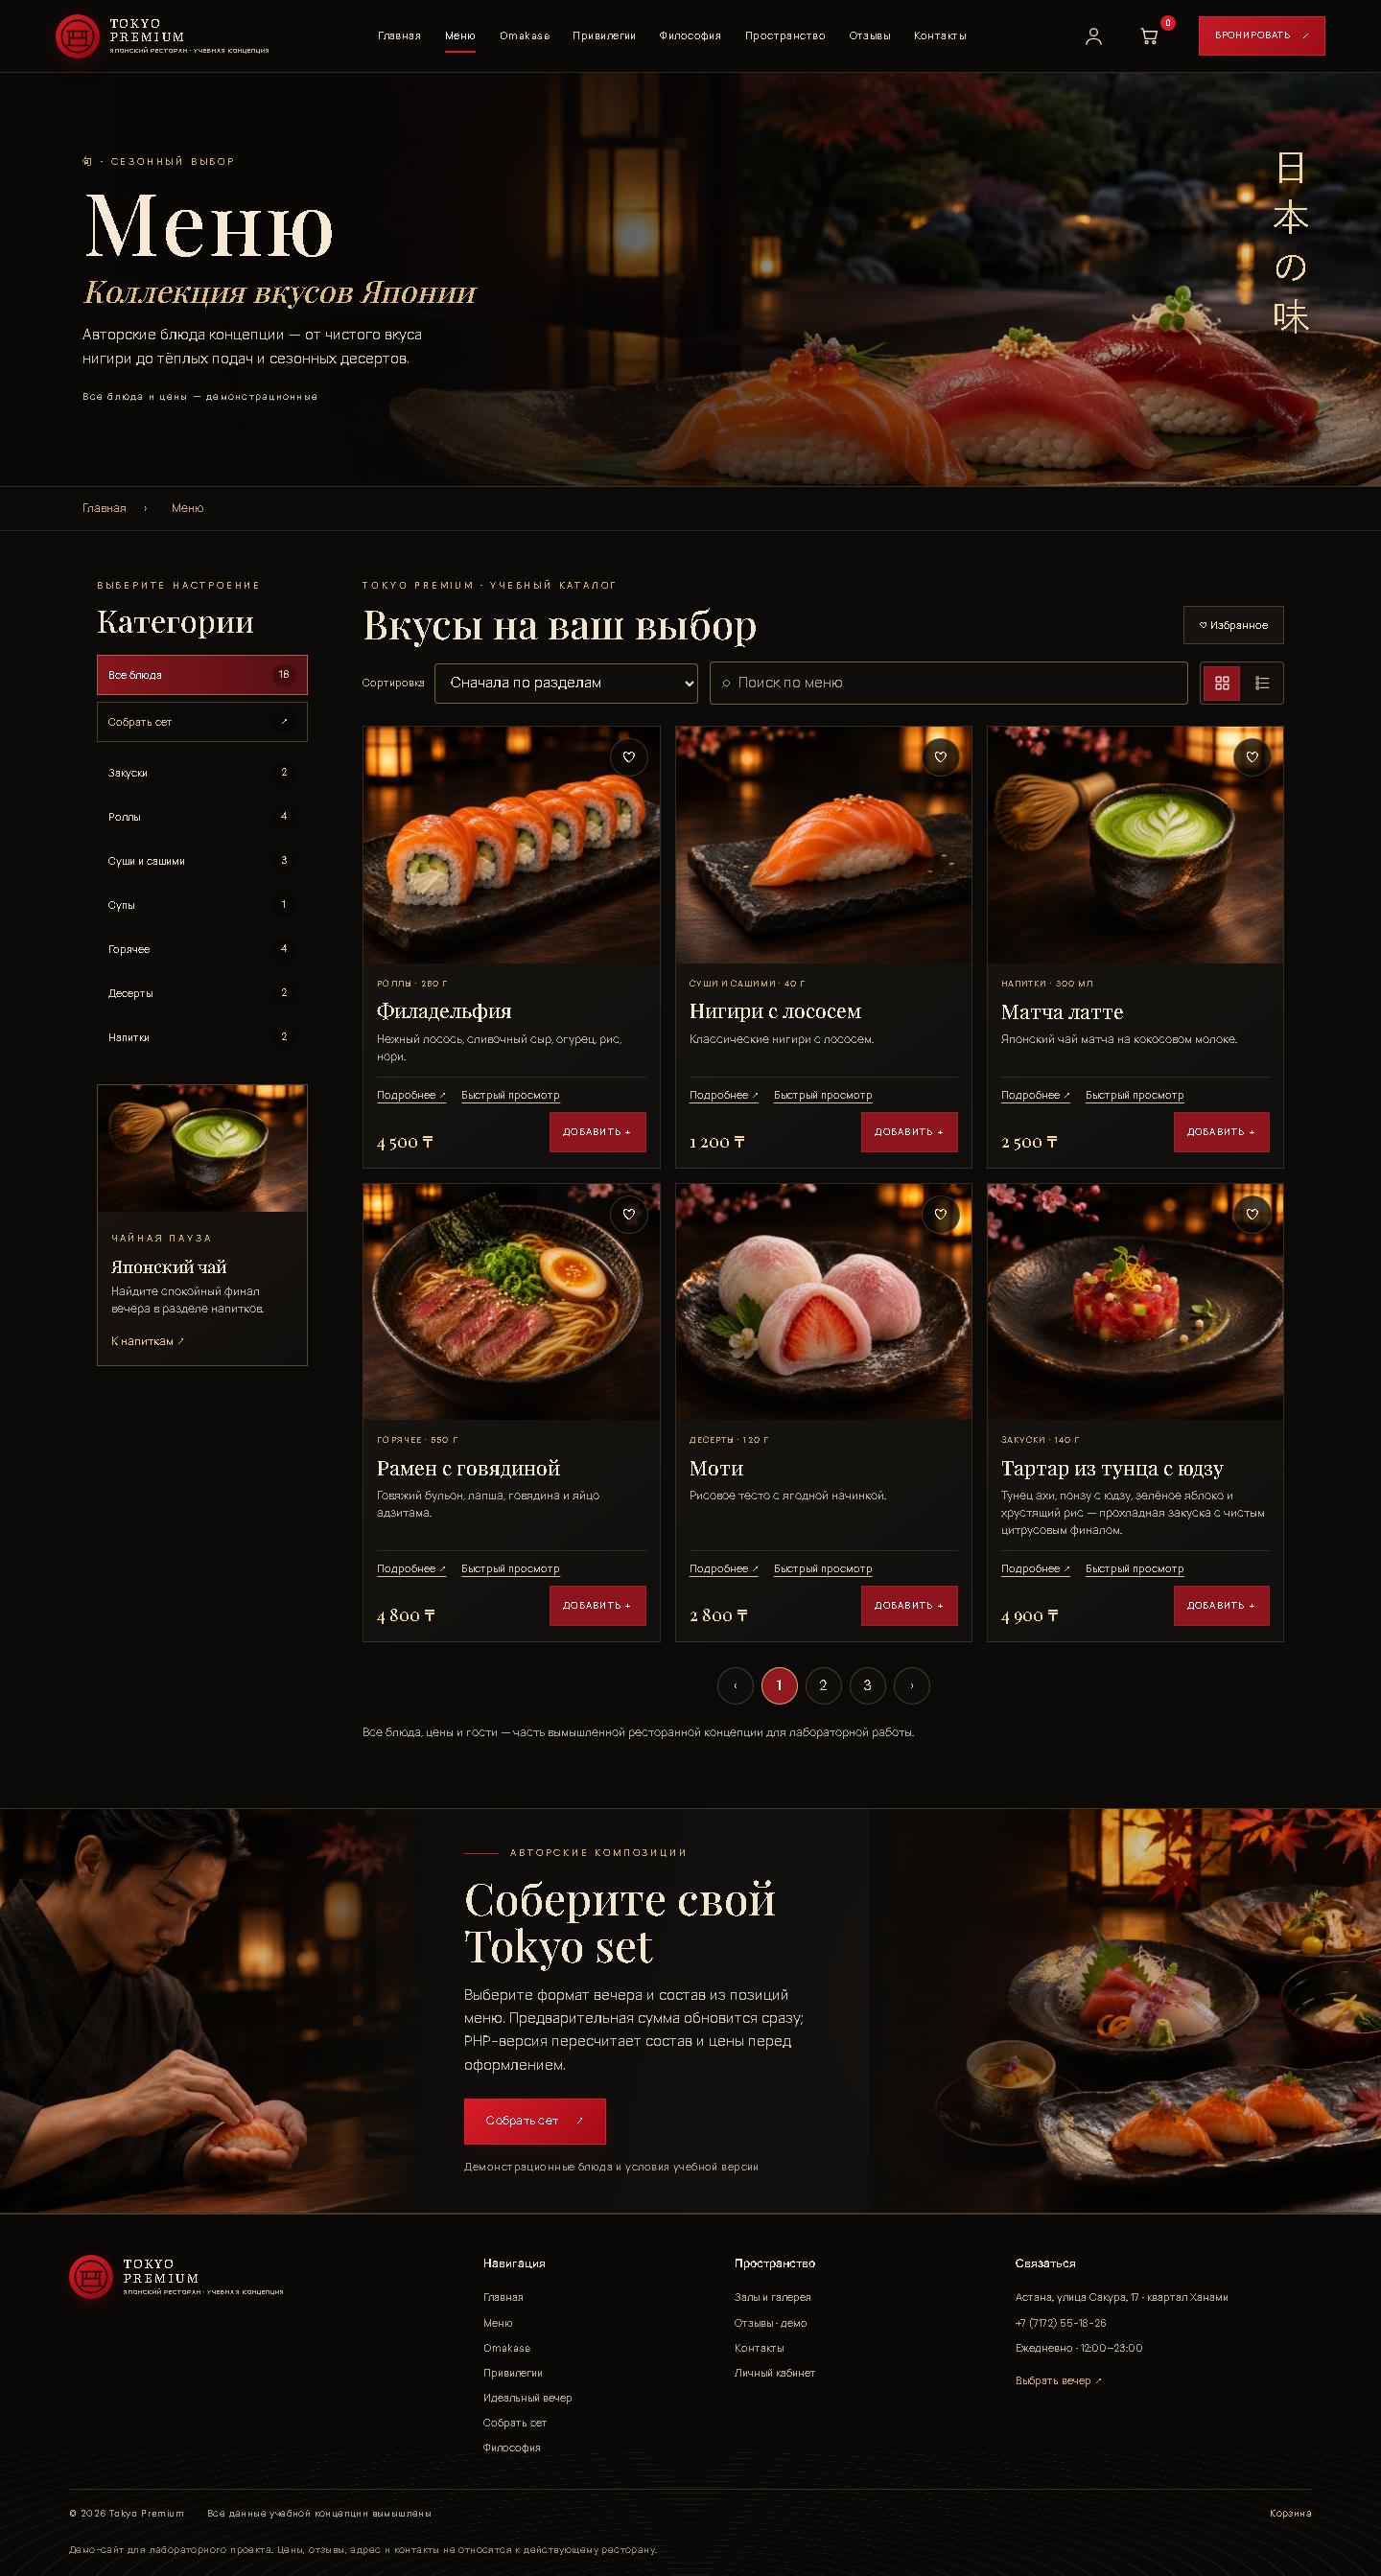 TOKYO
PREMIUM
ЯПОНСКИЙ РЕСТОРАН · УЧЕБНАЯ КОНЦЕПЦИЯ
Главная
Меню
Omakase
Привилегии
Философия
Пространство
Отзывы
Контакты
0
БРОНИРОВАТЬ ↗
旬 · СЕЗОННЫЙ ВЫБОР
Меню
Коллекция вкусов Японии
Авторские блюда концепции — от чистого вкуса
нигири до тёплых подач и сезонных десертов.
Все блюда и цены — демонстрационные
日本の味
Главная › Меню
ВЫБЕРИТЕ НАСТРОЕНИЕ
Категории
Все блюда 18
Собрать сет ↗
Закуски 2
Роллы 4
Суши и сашими 3
Супы 1
Горячее 4
Десерты 2
Напитки 2
ЧАЙНАЯ ПАУЗА
Японский чай
Найдите спокойный финал
вечера в разделе напитков.
К напиткам ↗
TOKYO PREMIUM · УЧЕБНЫЙ КАТАЛОГ
Вкусы на ваш выбор
♡ Избранное
Сортировка
Сначала по разделам
Поиск по меню
РОЛЛЫ · 280 Г
Филадельфия
Нежный лосось, сливочный сыр, огурец, рис,
нори.
Подробнее ↗ Быстрый просмотр
4 500 ₸
ДОБАВИТЬ +
СУШИ И САШИМИ · 40 Г
Нигири с лососем
Классические нигири с лососем.
Подробнее ↗ Быстрый просмотр
1 200 ₸
ДОБАВИТЬ +
НАПИТКИ · 300 МЛ
Матча латте
Японский чай матча на кокосовом молоке.
Подробнее ↗ Быстрый просмотр
2 500 ₸
ДОБАВИТЬ +
ГОРЯЧЕЕ · 550 Г
Рамен с говядиной
Говяжий бульон, лапша, говядина и яйцо
адзитама.
Подробнее ↗ Быстрый просмотр
4 800 ₸
ДОБАВИТЬ +
ДЕСЕРТЫ · 120 Г
Моти
Рисовое тесто с ягодной начинкой.
Подробнее ↗ Быстрый просмотр
2 800 ₸
ДОБАВИТЬ +
ЗАКУСКИ · 140 Г
Тартар из тунца с юдзу
Тунец ахи, понзу с юдзу, зелёное яблоко и
хрустящий рис — прохладная закуска с чистым
цитрусовым финалом.
Подробнее ↗ Быстрый просмотр
4 900 ₸
ДОБАВИТЬ +
‹ 1 2 3 ›
Все блюда, цены и гости — часть вымышленной ресторанной концепции для лабораторной работы.
АВТОРСКИЕ КОМПОЗИЦИИ
Соберите свой
Tokyo set
Выберите формат вечера и состав из позиций
меню. Предварительная сумма обновится сразу;
PHP-версия пересчитает состав и цены перед
оформлением.
Собрать сет ↗
Демонстрационные блюда и условия учебной версии
TOKYO
PREMIUM
ЯПОНСКИЙ РЕСТОРАН · УЧЕБНАЯ КОНЦЕПЦИЯ
Навигация
Главная
Меню
Omakase
Привилегии
Идеальный вечер
Собрать сет
Философия
Пространство
Залы и галерея
Отзывы · демо
Контакты
Личный кабинет
Связаться
Астана, улица Сакура, 17 · квартал Ханами
+7 (7172) 55-18-26
Ежедневно · 12:00–23:00
Выбрать вечер ↗
© 2026 Tokyo Premium
Все данные учебной концепции вымышлены
Корзина
Демо-сайт для лабораторного проекта. Цены, отзывы, адрес и контакты не относятся к действующему ресторану.